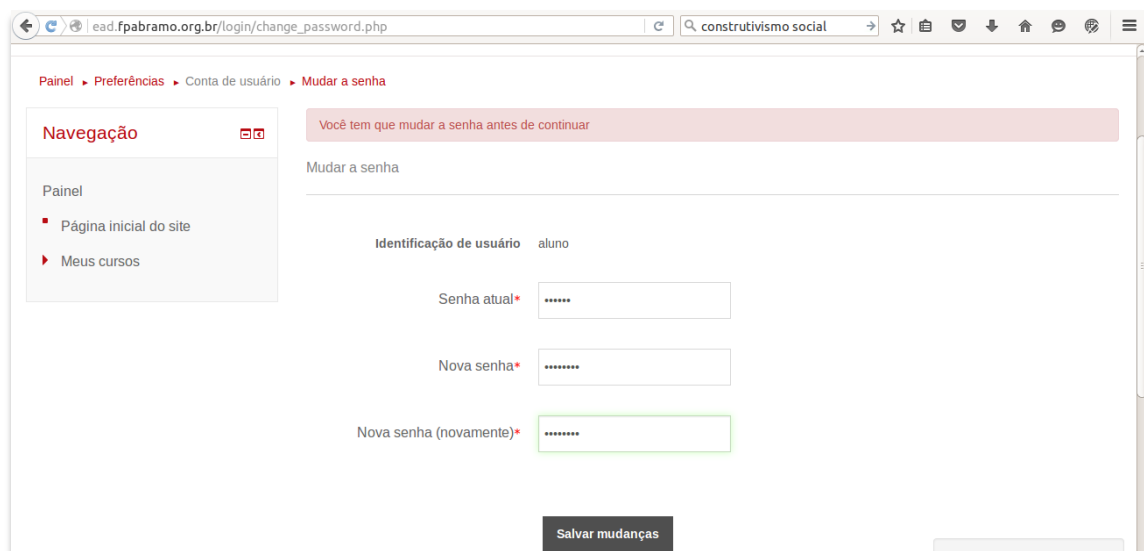 ead.fpabramo.org.br/login/change_password.php
construtivismo social
Painel ▸ Preferências ▸ Conta de usuário ▸ Mudar a senha
Navegação
Painel
Página inicial do site
Meus cursos
Você tem que mudar a senha antes de continuar
Mudar a senha
Identificação de usuário aluno
Senha atual* ••••••
Nova senha* ••••••••
Nova senha (novamente)* ••••••••
Salvar mudanças